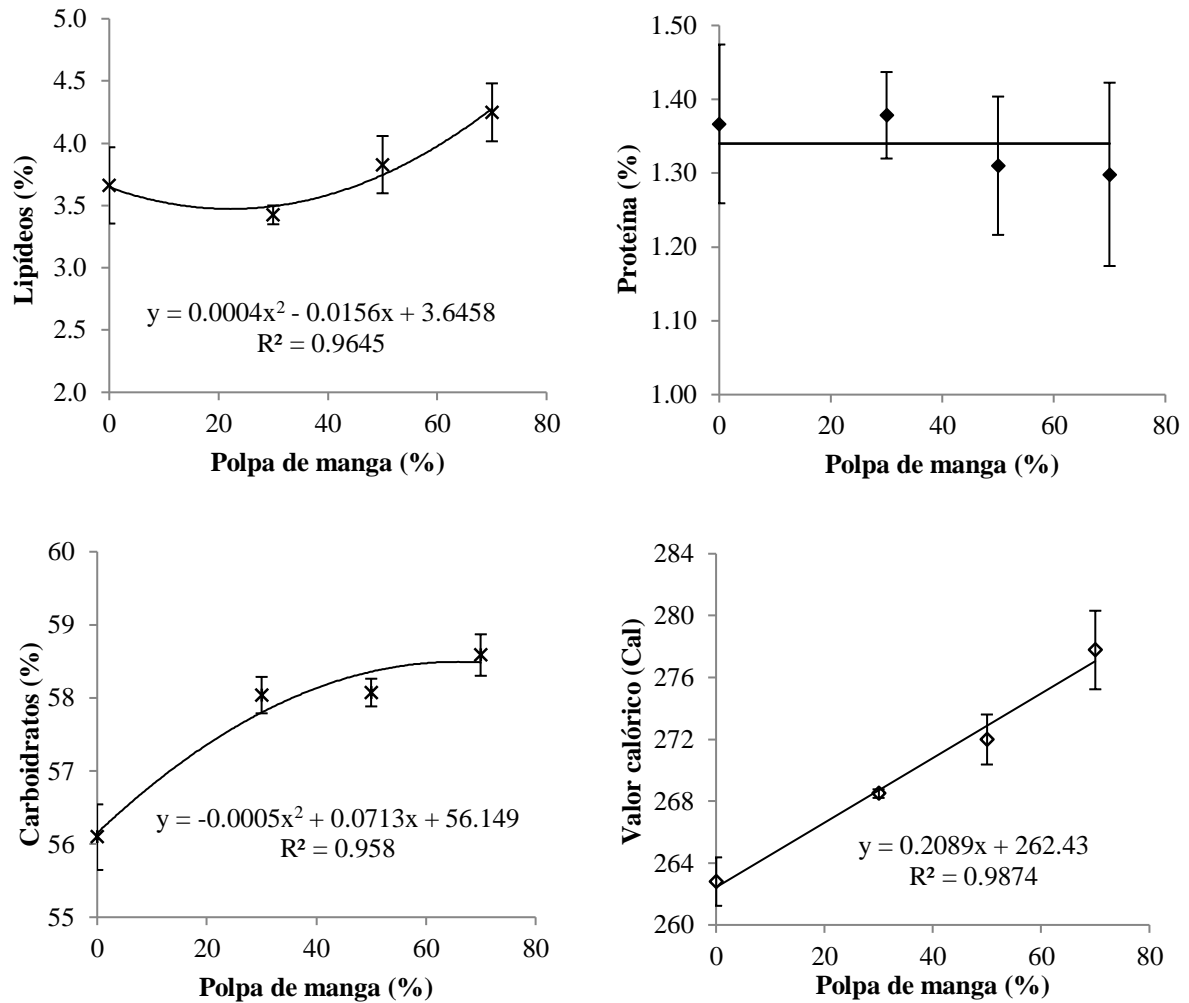 5.0
4.5
4.0
3.5
3.0
2.5
2.0
Lipídeos (%)
y = 0.0004x² - 0.0156x + 3.6458
R² = 0.9645
0 20 40 60 80
Polpa de manga (%)
1.50
1.40
1.30
1.20
1.10
1.00
Proteína (%)
0 20 40 60 80
Polpa de manga (%)
60
59
58
57
56
55
Carboidratos (%)
y = -0.0005x² + 0.0713x + 56.149
R² = 0.958
0 20 40 60 80
Polpa de manga (%)
284
280
276
272
268
264
260
Valor calórico (Cal)
y = 0.2089x + 262.43
R² = 0.9874
0 20 40 60 80
Polpa de manga (%)